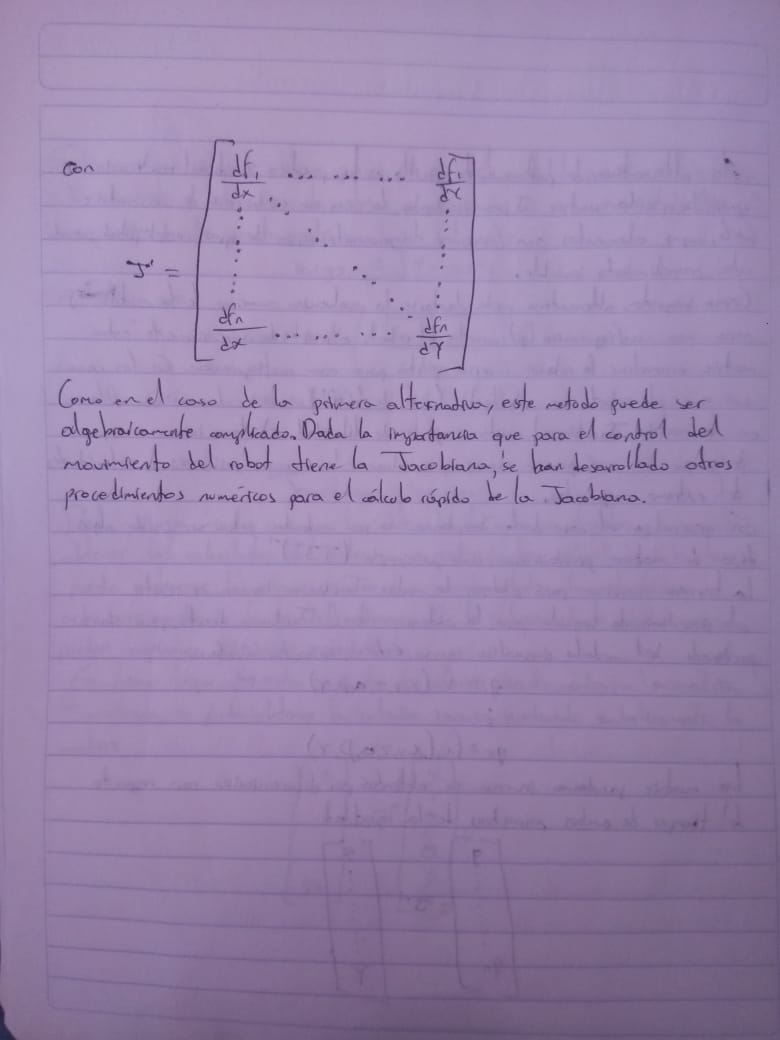 con
J' = [ df₁/dx ... ... ... df₁/dγ
⋮ ⋱ ⋮
dfn/dx ... ... ... dfn/dγ ]
Como en el caso de la primera alternativa, este metodo puede ser
algebraicamente complicado. Dada la importancia que para el control del
movimiento del robot tiene la Jacobiana, se han desarrollado otros
procedimientos numéricos para el cálculo rápido de la Jacobiana.